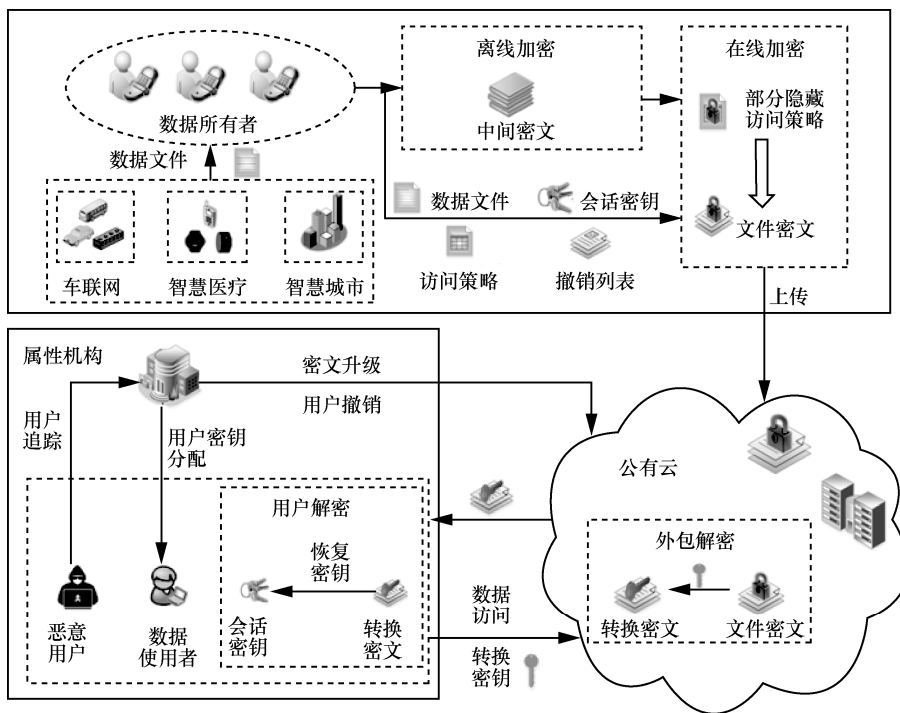 离线加密
在线加密
数据所有者
中间密文
部分隐藏
访问策略
数据文件
数据文件
会话密钥
文件密文
车联网
智慧医疗
智慧城市
访问策略
撤销列表
上传
属性机构
密文升级
用户撤销
用户
追踪
用户密钥
分配
公有云
用户解密
外包解密
恢复
密钥
数据
访问
恶意
用户
数据
使用者
会话
密钥
转换
密文
转换密文
文件密文
转换
密钥